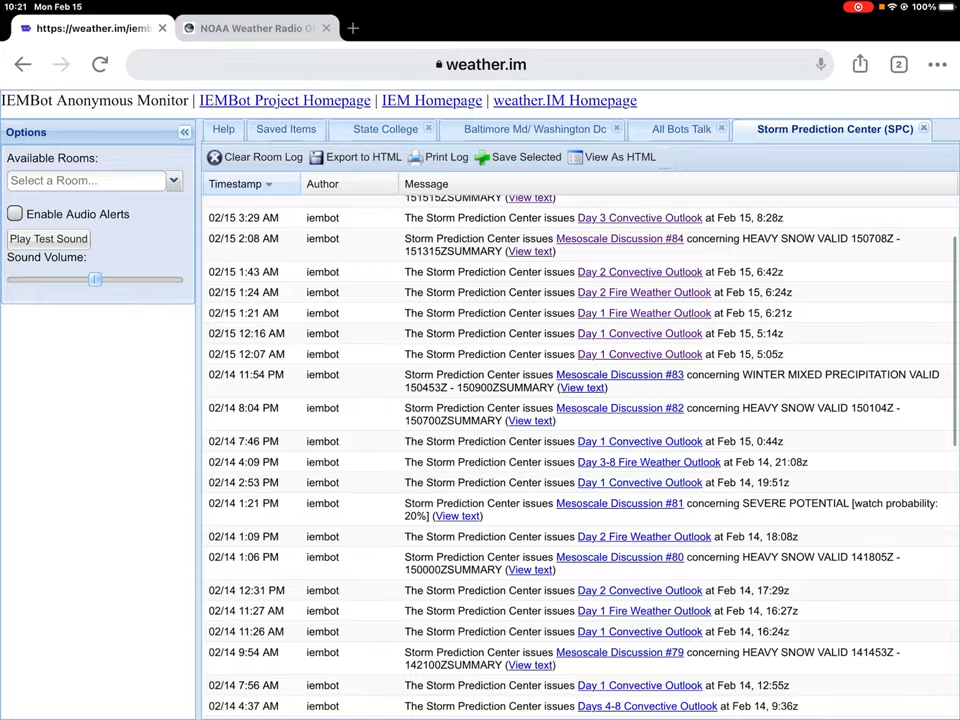 10:21 Mon Feb 15
100%
https://weather.im/iemb
NOAA Weather Radio O
weather.im
2
IEMBot Anonymous Monitor | IEMBot Project Homepage | IEM Homepage | weather.IM Homepage
Options
Help
Saved Items
State College
Baltimore Md/ Washington Dc
All Bots Talk
Storm Prediction Center (SPC)
Available Rooms:
Select a Room...
Enable Audio Alerts
Play Test Sound
Sound Volume:
Clear Room Log
Export to HTML
Print Log
Save Selected
View As HTML
Timestamp
Author
Message
151515ZSUMMARY (View text)
02/15 3:29 AM iembot The Storm Prediction Center issues Day 3 Convective Outlook at Feb 15, 8:28z
02/15 2:08 AM iembot Storm Prediction Center issues Mesoscale Discussion #84 concerning HEAVY SNOW VALID 150708Z -
151315ZSUMMARY (View text)
02/15 1:43 AM iembot The Storm Prediction Center issues Day 2 Convective Outlook at Feb 15, 6:42z
02/15 1:24 AM iembot The Storm Prediction Center issues Day 2 Fire Weather Outlook at Feb 15, 6:24z
02/15 1:21 AM iembot The Storm Prediction Center issues Day 1 Fire Weather Outlook at Feb 15, 6:21z
02/15 12:16 AM iembot The Storm Prediction Center issues Day 1 Convective Outlook at Feb 15, 5:14z
02/15 12:07 AM iembot The Storm Prediction Center issues Day 1 Convective Outlook at Feb 15, 5:05z
02/14 11:54 PM iembot Storm Prediction Center issues Mesoscale Discussion #83 concerning WINTER MIXED PRECIPITATION VALID
150453Z - 150900ZSUMMARY (View text)
02/14 8:04 PM iembot Storm Prediction Center issues Mesoscale Discussion #82 concerning HEAVY SNOW VALID 150104Z -
150700ZSUMMARY (View text)
02/14 7:46 PM iembot The Storm Prediction Center issues Day 1 Convective Outlook at Feb 15, 0:44z
02/14 4:09 PM iembot The Storm Prediction Center issues Day 3-8 Fire Weather Outlook at Feb 14, 21:08z
02/14 2:53 PM iembot The Storm Prediction Center issues Day 1 Convective Outlook at Feb 14, 19:51z
02/14 1:21 PM iembot Storm Prediction Center issues Mesoscale Discussion #81 concerning SEVERE POTENTIAL [watch probability:
20%] (View text)
02/14 1:09 PM iembot The Storm Prediction Center issues Day 2 Fire Weather Outlook at Feb 14, 18:08z
02/14 1:06 PM iembot Storm Prediction Center issues Mesoscale Discussion #80 concerning HEAVY SNOW VALID 141805Z -
150000ZSUMMARY (View text)
02/14 12:31 PM iembot The Storm Prediction Center issues Day 2 Convective Outlook at Feb 14, 17:29z
02/14 11:27 AM iembot The Storm Prediction Center issues Day 1 Fire Weather Outlook at Feb 14, 16:27z
02/14 11:26 AM iembot The Storm Prediction Center issues Day 1 Convective Outlook at Feb 14, 16:24z
02/14 9:54 AM iembot Storm Prediction Center issues Mesoscale Discussion #79 concerning HEAVY SNOW VALID 141453Z -
142100ZSUMMARY (View text)
02/14 7:56 AM iembot The Storm Prediction Center issues Day 1 Convective Outlook at Feb 14, 12:55z
02/14 4:37 AM iembot The Storm Prediction Center issues Days 4-8 Convective Outlook at Feb 14, 9:36z